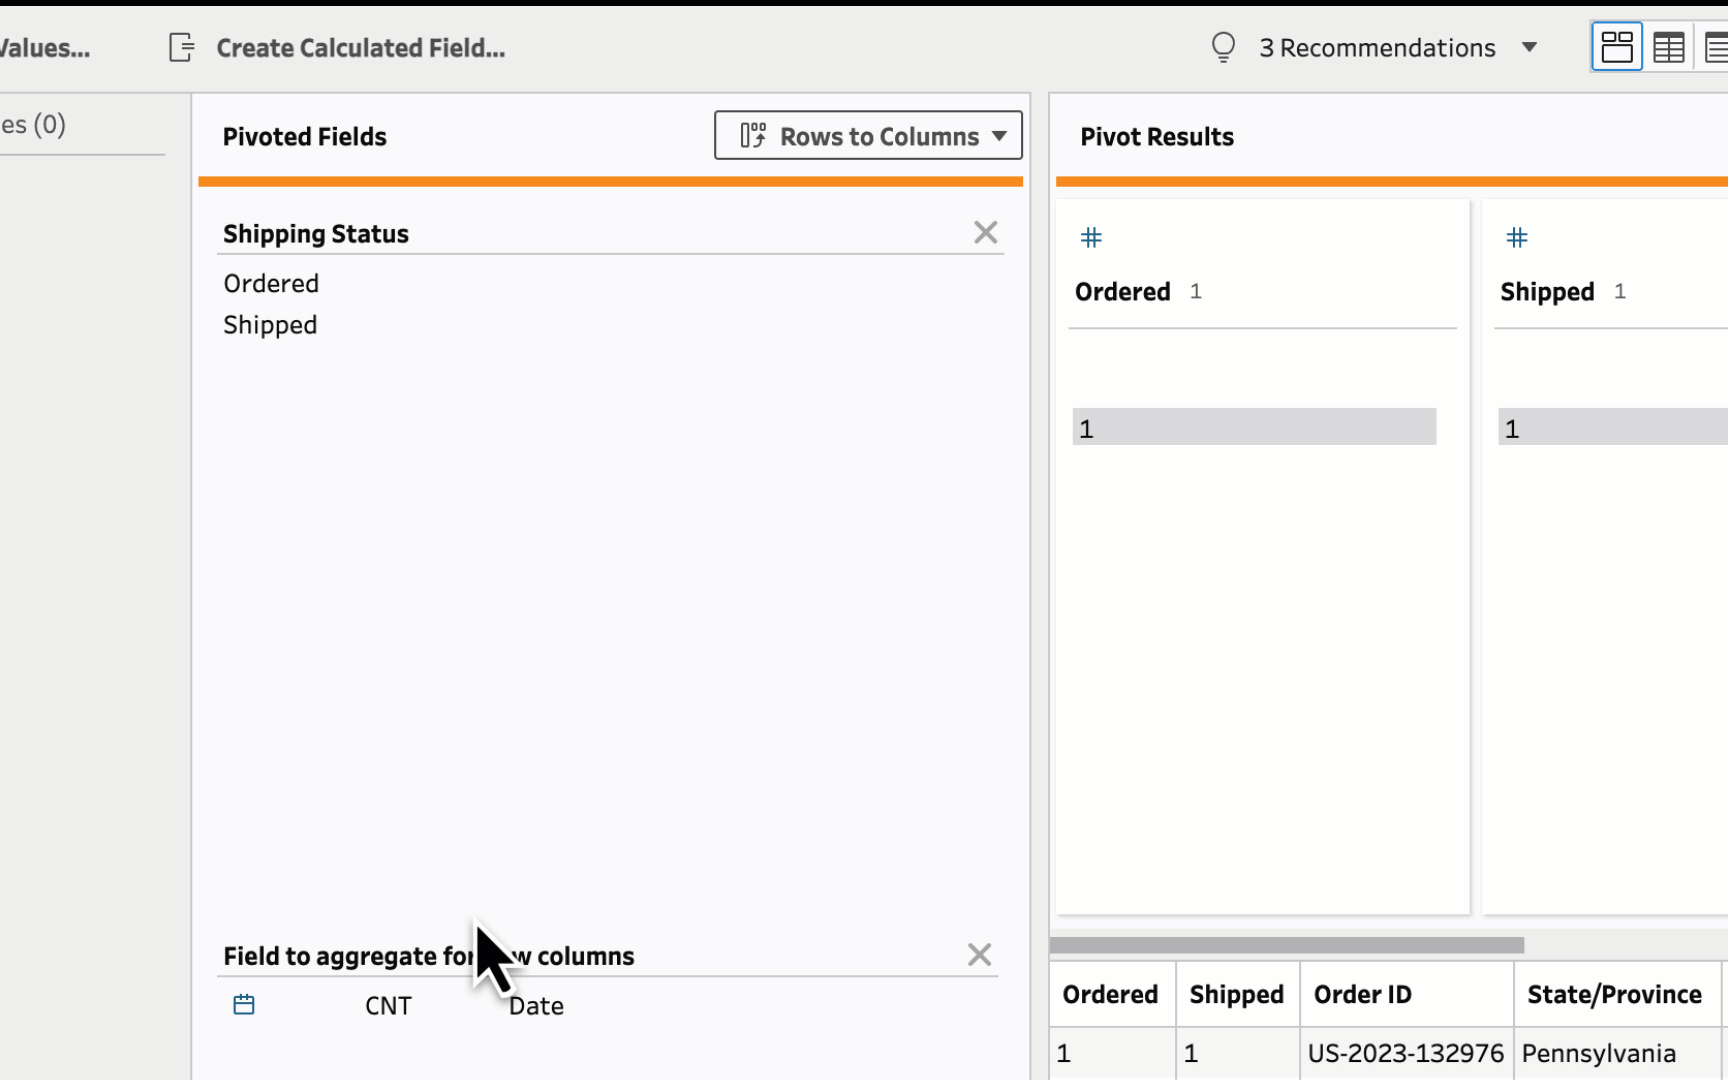 Values...
Create Calculated Field...
3 Recommendations
es (0)
Pivoted Fields
Rows to Columns
Pivot Results
Shipping Status
Ordered
Shipped
Ordered 1
Shipped 1
1
1
Field to aggregate for w columns
CNT Date
Ordered Shipped Order ID State/Province
1 1 US-2023-132976 Pennsylvania